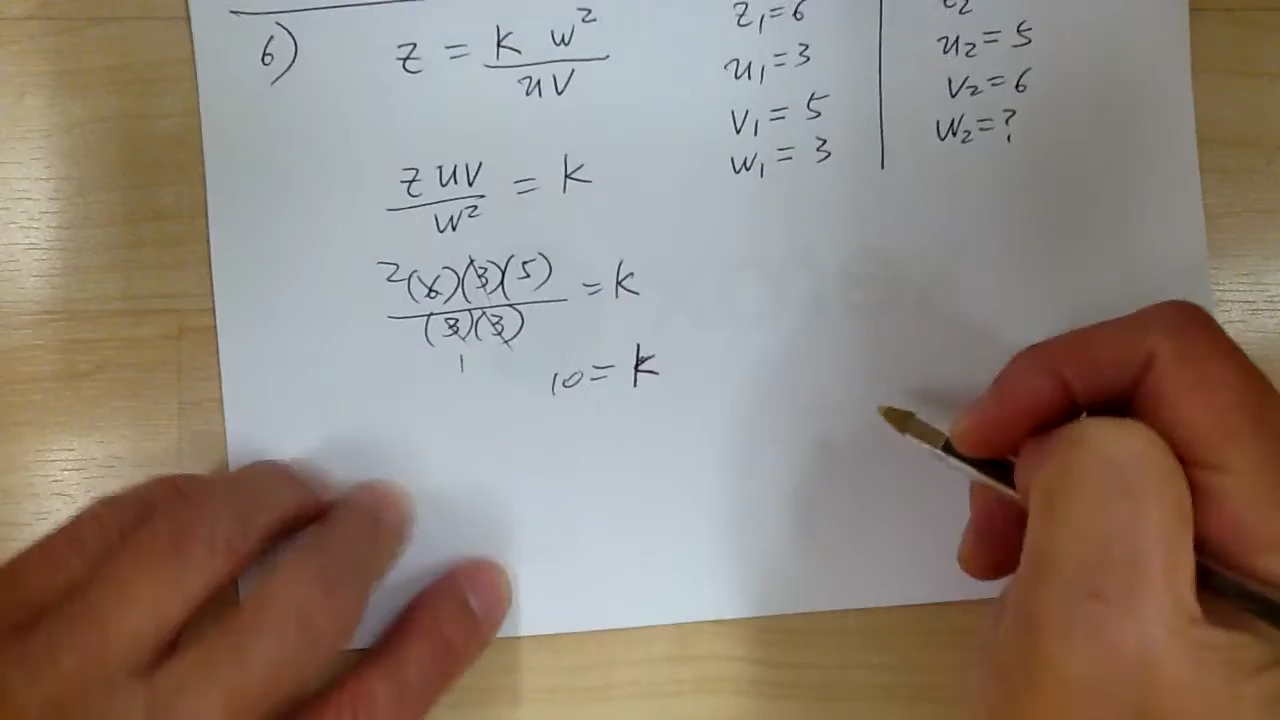 6) z = k w² / uv
z₁=6
u₁=3
v₁=5
w₁=3
u₂=5
v₂=6
w₂=?
z uv / w² = k
2(6)(3)(5) / (3)(3) = k
1
10=k